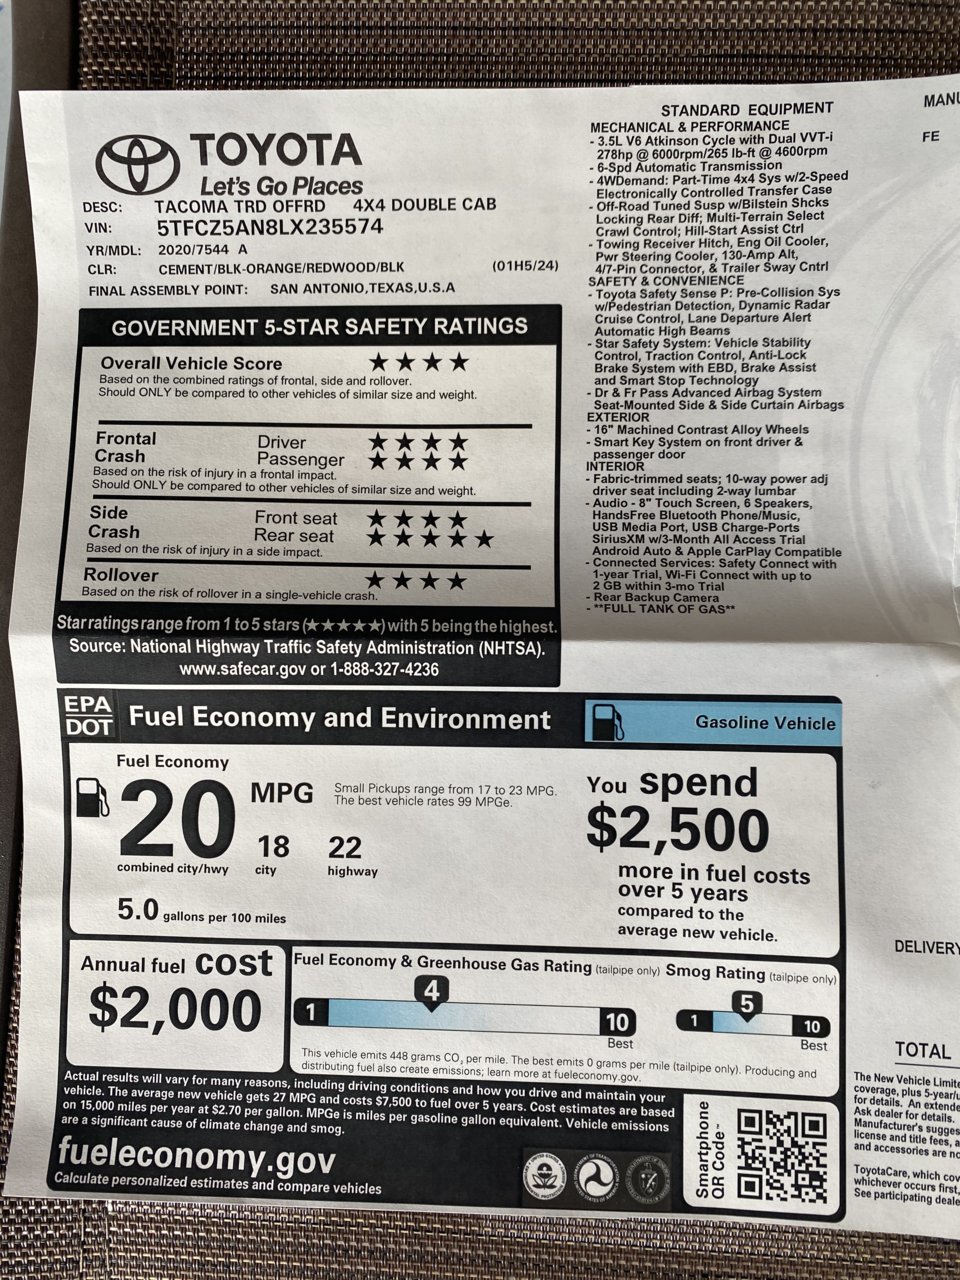 TOYOTA
Let's Go Places
DESC: TACOMA TRD OFFRD 4X4 DOUBLE CAB
VIN: 5TFCZ5AN8LX235574
YR/MDL: 2020/7544 A
CLR: CEMENT/BLK-ORANGE/REDWOOD/BLK (01H5/24)
FINAL ASSEMBLY POINT: SAN ANTONIO,TEXAS,U.S.A
GOVERNMENT 5-STAR SAFETY RATINGS
Overall Vehicle Score ★★★★
Based on the combined ratings of frontal, side and rollover.
Should ONLY be compared to other vehicles of similar size and weight.
Frontal Driver ★★★★
Crash Passenger ★★★★
Based on the risk of injury in a frontal impact.
Should ONLY be compared to other vehicles of similar size and weight.
Side Front seat ★★★★
Crash Rear seat ★★★★★
Based on the risk of injury in a side impact.
Rollover ★★★★
Based on the risk of rollover in a single-vehicle crash.
Star ratings range from 1 to 5 stars (★★★★★) with 5 being the highest.
Source: National Highway Traffic Safety Administration (NHTSA).
www.safecar.gov or 1-888-327-4236
STANDARD EQUIPMENT
MECHANICAL & PERFORMANCE
- 3.5L V6 Atkinson Cycle with Dual VVT-i
278hp @ 6000rpm/265 lb-ft @ 4600rpm
- 6-Spd Automatic Transmission
- 4WDemand: Part-Time 4x4 Sys w/2-Speed
Electronically Controlled Transfer Case
- Off-Road Tuned Susp w/Bilstein Shcks
Locking Rear Diff; Multi-Terrain Select
Crawl Control; Hill-Start Assist Ctrl
- Towing Receiver Hitch, Eng Oil Cooler,
Pwr Steering Cooler, 130-Amp Alt,
4/7-Pin Connector, & Trailer Sway Cntrl
SAFETY & CONVENIENCE
- Toyota Safety Sense P: Pre-Collision Sys
w/Pedestrian Detection, Dynamic Radar
Cruise Control, Lane Departure Alert
Automatic High Beams
- Star Safety System: Vehicle Stability
Control, Traction Control, Anti-Lock
Brake System with EBD, Brake Assist
and Smart Stop Technology
- Dr & Fr Pass Advanced Airbag System
Seat-Mounted Side & Side Curtain Airbags
EXTERIOR
- 16" Machined Contrast Alloy Wheels
- Smart Key System on front driver &
passenger door
INTERIOR
- Fabric-trimmed seats; 10-way power adj
driver seat including 2-way lumbar
- Audio - 8" Touch Screen, 6 Speakers,
HandsFree Bluetooth Phone/Music,
USB Media Port, USB Charge-Ports
SiriusXM w/3-Month All Access Trial
Android Auto & Apple CarPlay Compatible
- Connected Services: Safety Connect with
1-year Trial, Wi-Fi Connect with up to
2 GB within 3-mo Trial
- Rear Backup Camera
- **FULL TANK OF GAS**
MANU
FE
EPA
DOT
Fuel Economy and Environment
Gasoline Vehicle
Fuel Economy
20 MPG
combined city/hwy
18
city
22
highway
Small Pickups range from 17 to 23 MPG.
The best vehicle rates 99 MPGe.
5.0 gallons per 100 miles
You spend
$2,500
more in fuel costs
over 5 years
compared to the
average new vehicle.
Annual fuel cost
$2,000
Fuel Economy & Greenhouse Gas Rating (tailpipe only)
4
1
10
Best
Smog Rating (tailpipe only)
5
1
10
Best
This vehicle emits 448 grams CO2 per mile. The best emits 0 grams per mile (tailpipe only). Producing and
distributing fuel also create emissions; learn more at fueleconomy.gov.
Actual results will vary for many reasons, including driving conditions and how you drive and maintain your
vehicle. The average new vehicle gets 27 MPG and costs $7,500 to fuel over 5 years. Cost estimates are based
on 15,000 miles per year at $2.70 per gallon. MPGe is miles per gasoline gallon equivalent. Vehicle emissions
are a significant cause of climate change and smog.
fueleconomy.gov
Calculate personalized estimates and compare vehicles
Smartphone
QR Code™
DELIVERY
TOTAL
The New Vehicle Limite
coverage, plus 5-year/u
for details. An extende
Ask dealer for details.
Manufacturer's sugges
license and title fees, a
and accessories are no
ToyotaCare, which cov
whichever occurs first,
See participating deale